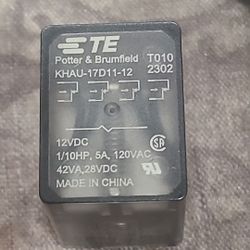 TE
Potter & Brumfield T010
KHAU-17D11-12 2302
12VDC
1/10HP, 5A, 120VAC
42VA,28VDC
MADE IN CHINA